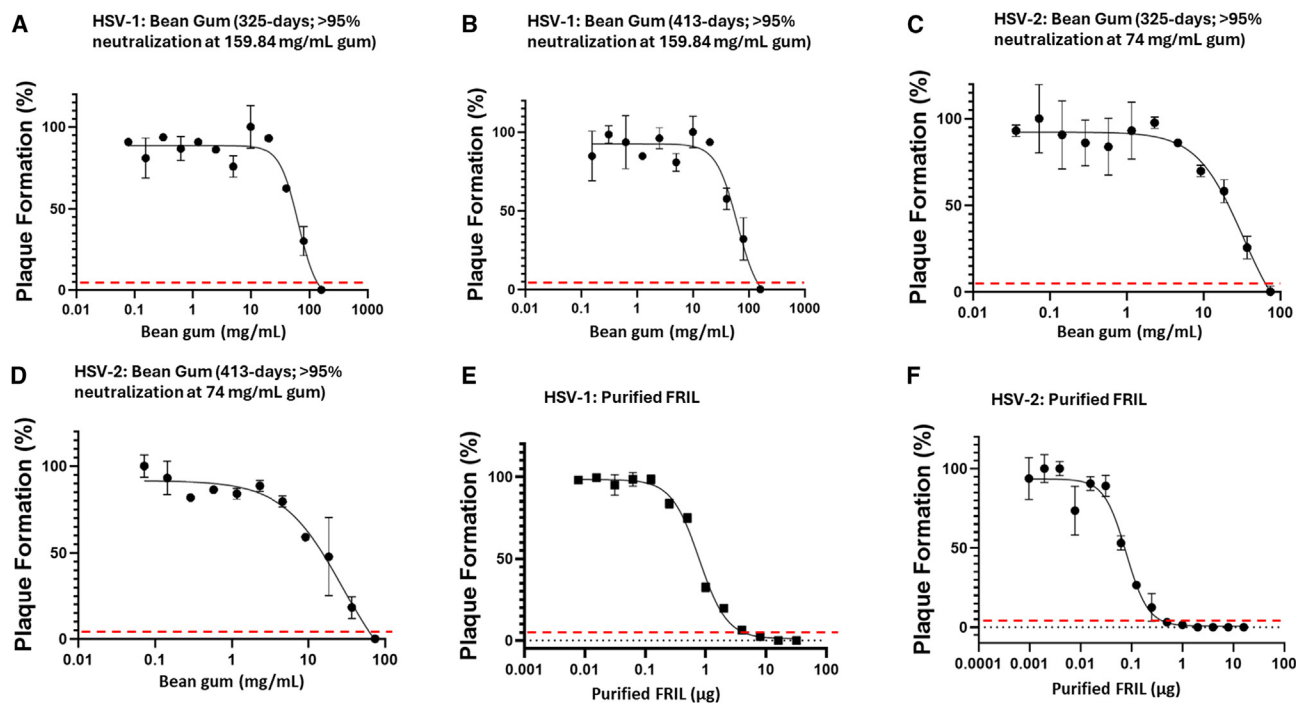 A
HSV-1: Bean Gum (325-days; >95%
neutralization at 159.84 mg/mL gum)
Plaque Formation (%)
100
50
0
0.01 0.1 1 10 100 1000
Bean gum (mg/mL)
B
HSV-1: Bean Gum (413-days; >95%
neutralization at 159.84 mg/mL gum)
Plaque Formation (%)
100
50
0
0.01 0.1 1 10 100 1000
Bean gum (mg/mL)
C
HSV-2: Bean Gum (325-days; >95%
neutralization at 74 mg/mL gum)
Plaque Formation (%)
100
50
0
0.01 0.1 1 10 100
Bean gum (mg/mL)
D
HSV-2: Bean Gum (413-days; >95%
neutralization at 74 mg/mL gum)
Plaque Formation (%)
100
50
0
0.01 0.1 1 10 100
Bean gum (mg/mL)
E
HSV-1: Purified FRIL
Plaque Formation (%)
100
50
0
0.001 0.01 0.1 1 10 100
Purified FRIL (µg)
F
HSV-2: Purified FRIL
Plaque Formation (%)
100
50
0
0.0001 0.001 0.01 0.1 1 10 100
Purified FRIL (µg)